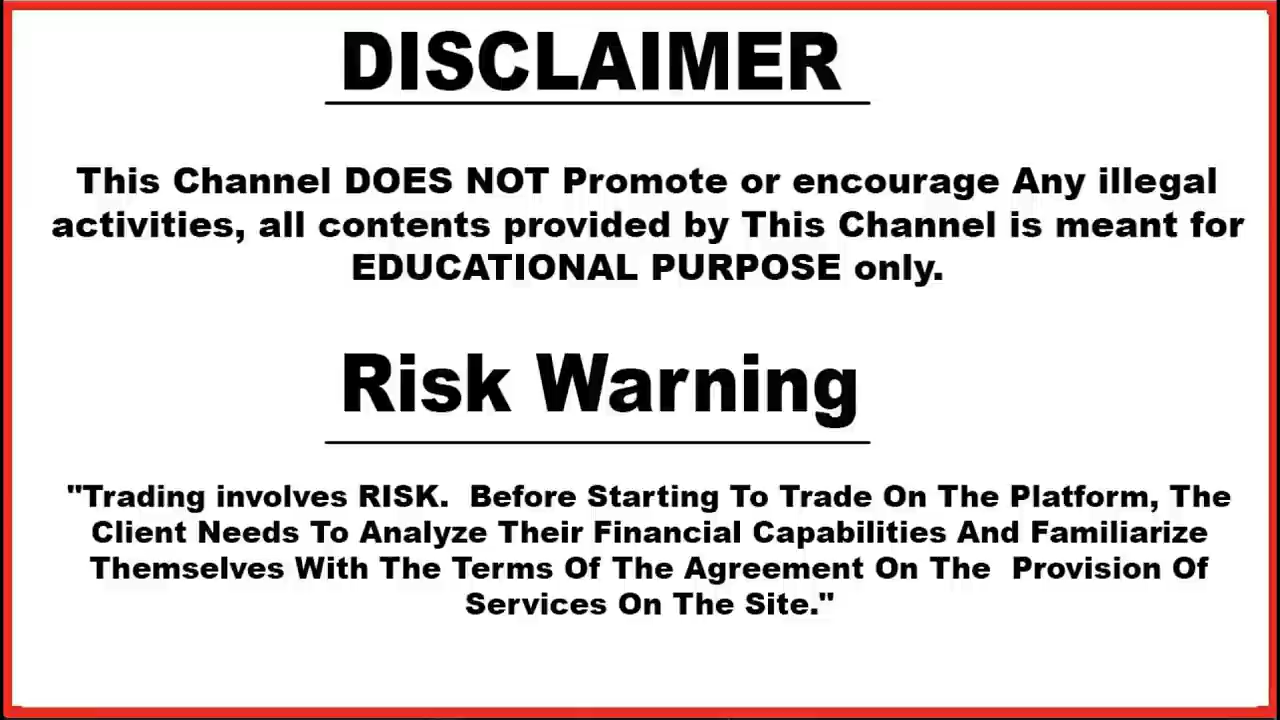 DISCLAIMER
This Channel DOES NOT Promote or encourage Any illegal
activities, all contents provided by This Channel is meant for
EDUCATIONAL PURPOSE only.
Risk Warning
"Trading involves RISK.  Before Starting To Trade On The Platform, The
Client Needs To Analyze Their Financial Capabilities And Familiarize
Themselves With The Terms Of The Agreement On The  Provision Of
Services On The Site."